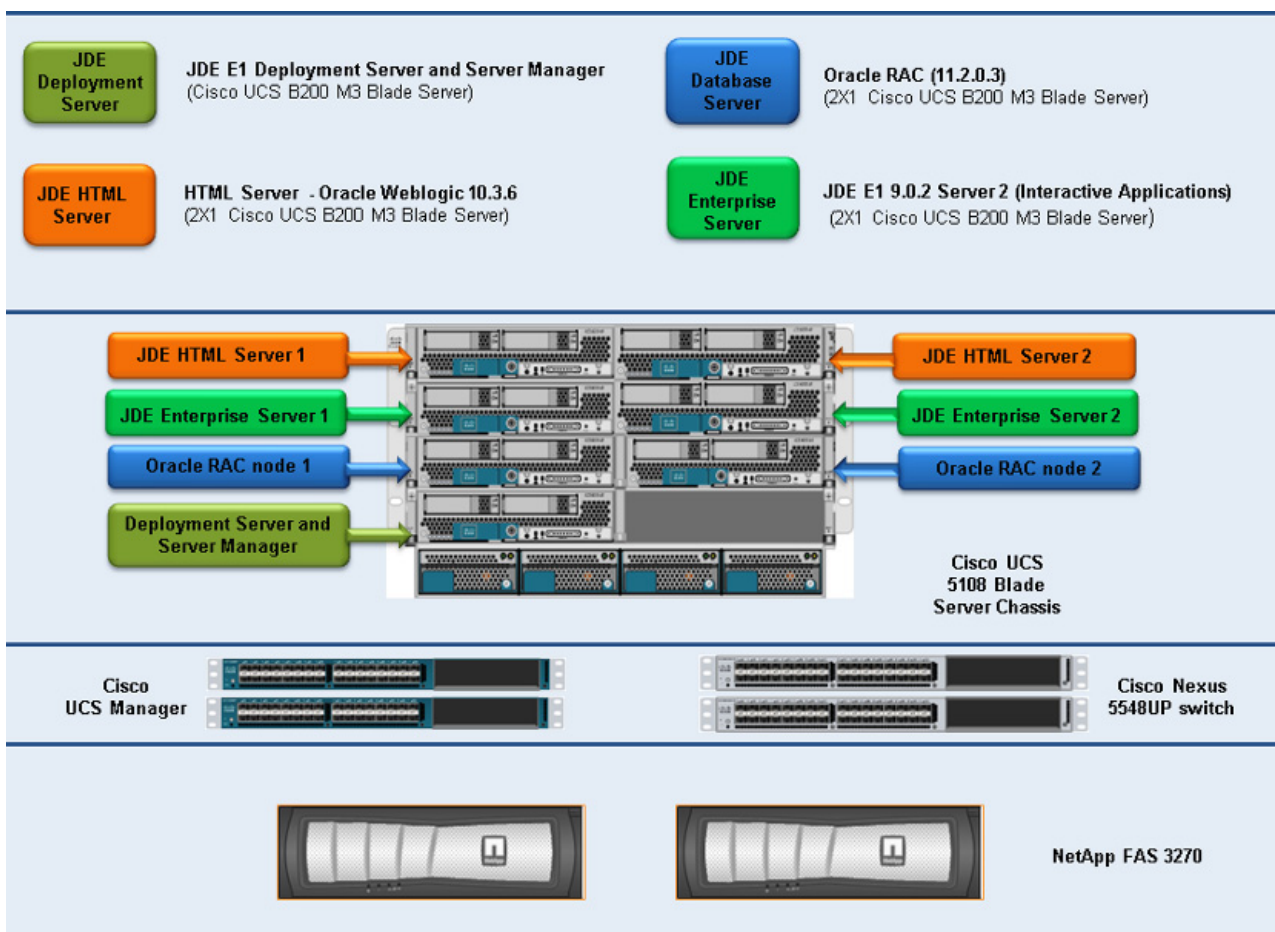 JDE
Deployment
Server
JDE E1 Deployment Server and Server Manager
(Cisco UCS B200 M3 Blade Server)
JDE
Database
Server
Oracle RAC (11.2.0.3)
(2X1 Cisco UCS B200 M3 Blade Server)
JDE HTML
Server
HTML Server - Oracle Weblogic 10.3.6
(2X1 Cisco UCS B200 M3 Blade Server)
JDE
Enterprise
Server
JDE E1 9.0.2 Server 2 (Interactive Applications)
(2X1 Cisco UCS B200 M3 Blade Server)
JDE HTML Server 1
JDE HTML Server 2
JDE Enterprise Server 1
JDE Enterprise Server 2
Oracle RAC node 1
Oracle RAC node 2
Deployment Server and
Server Manager
Cisco UCS
5108 Blade
Server Chassis
Cisco
UCS Manager
Cisco Nexus
5548UP switch
NetApp
NetApp
NetApp FAS 3270